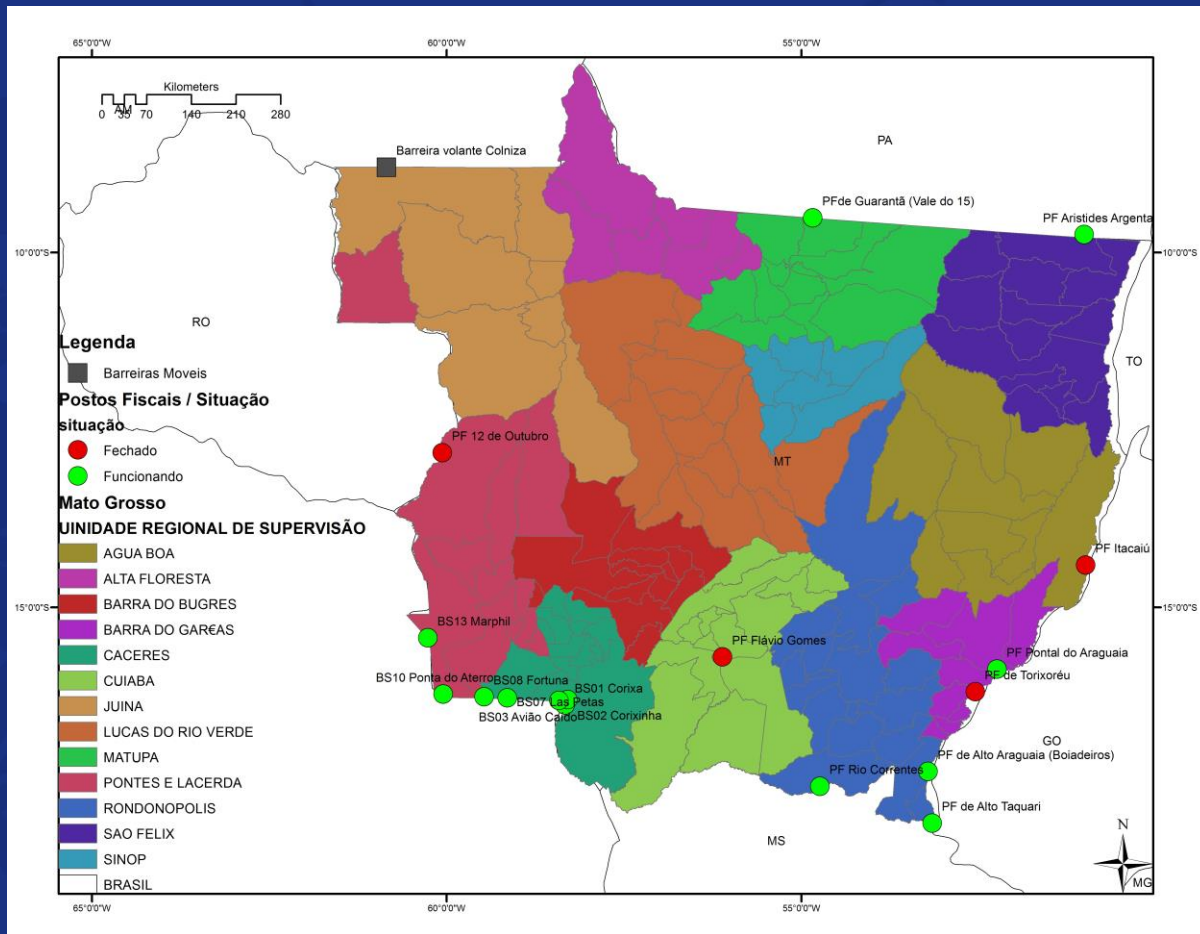 65°0'0"W 60°0'0"W 55°0'0"W
Kilometers
AM
0 35 70 140 210 280
Barreira volante Colniza
PA
PFde Guarantã (Vale do 15)
PF Aristides Argenta
10°0'0"S 10°0'0"S
RO
TO
Legenda
Barreiras Moveis
Postos Fiscais / Situação
situação
Fechado
Funcionando
PF 12 de Outubro
MT
Mato Grosso
UINIDADE REGIONAL DE SUPERVISÃO
AGUA BOA
ALTA FLORESTA
BARRA DO BUGRES
BARRA DO GAR€AS
CACERES
CUIABA
JUINA
LUCAS DO RIO VERDE
MATUPA
PONTES E LACERDA
RONDONOPOLIS
SAO FELIX
SINOP
BRASIL
PF Itacaiú
15°0'0"S 15°0'0"S
BS13 Marphil
PF Flávio Gomes
PF Pontal do Araguaia
PF de Torixoréu
BS10 Ponta do Aterro
BS08 Fortuna
BS01 Corixa
BS07 Las Petas
BS03 Avião Caído
BS02 Corixinha
GO
PF de Alto Araguaia (Boiadeiros)
PF Rio Correntes
PF de Alto Taquari
MS
N
MG
65°0'0"W 60°0'0"W 55°0'0"W